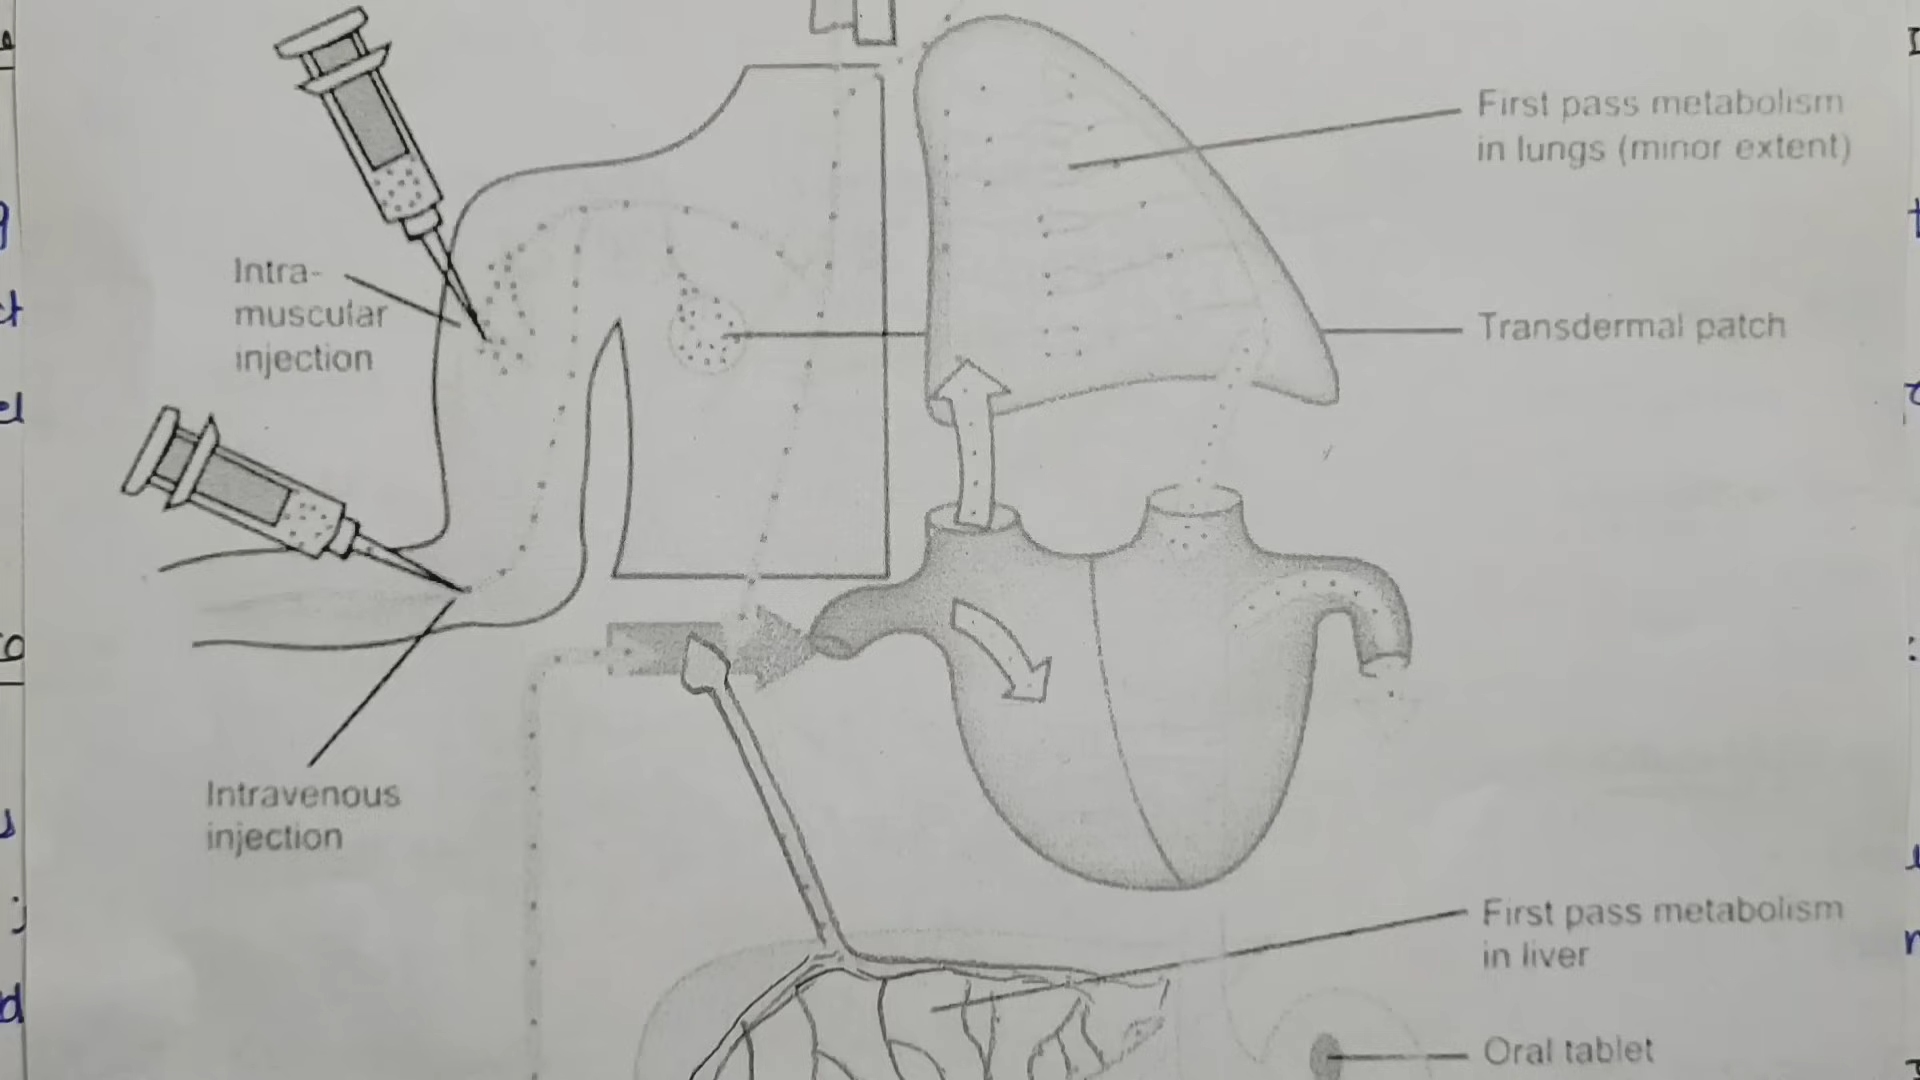 First pass metabolism
in lungs (minor extent)
Intra-
muscular
injection
Transdermal patch
Intravenous
injection
First pass metabolism
in liver
Oral tablet